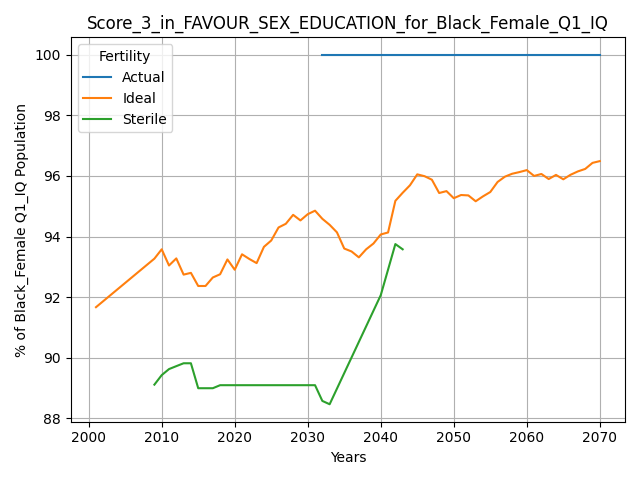 Score_3_in_FAVOUR_SEX_EDUCATION_for_Black_Female_Q1_IQ
Fertility
Actual
Ideal
Sterile
% of Black_Female Q1_IQ Population
100
98
96
94
92
90
88
2000 2010 2020 2030 2040 2050 2060 2070
Years